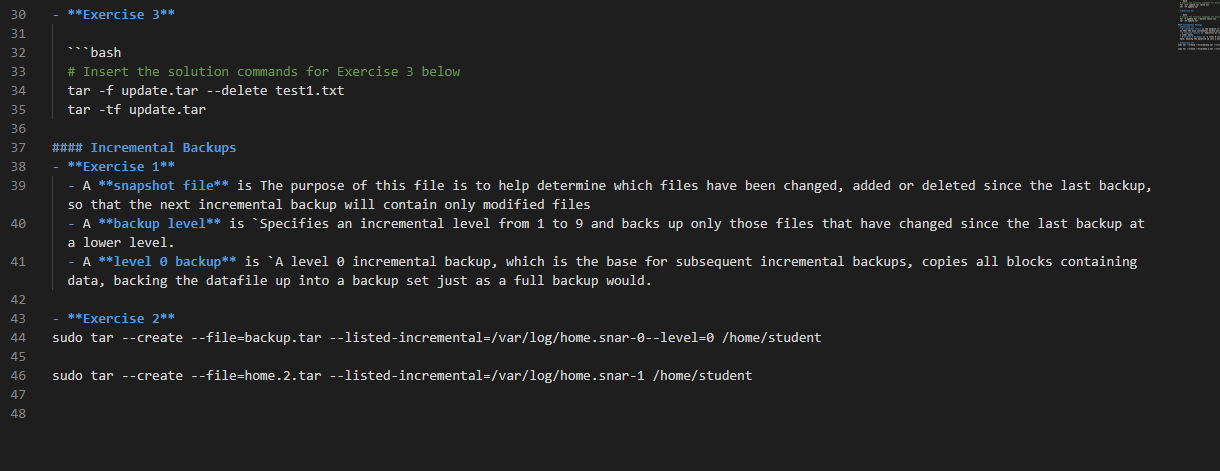 30 - **Exercise 3**
31
32 ```bash
33 # Insert the solution commands for Exercise 3 below
34 tar -f update.tar --delete test1.txt
35 tar -tf update.tar
36
37 #### Incremental Backups
38 - **Exercise 1**
39 - A **snapshot file** is The purpose of this file is to help determine which files have been changed, added or deleted since the last backup,
so that the next incremental backup will contain only modified files
40 - A **backup level** is `Specifies an incremental level from 1 to 9 and backs up only those files that have changed since the last backup at
a lower level.
41 - A **level 0 backup** is `A level 0 incremental backup, which is the base for subsequent incremental backups, copies all blocks containing
data, backing the datafile up into a backup set just as a full backup would.
42
43 - **Exercise 2**
44 sudo tar --create --file=backup.tar --listed-incremental=/var/log/home.snar-0--level=0 /home/student
45
46 sudo tar --create --file=home.2.tar --listed-incremental=/var/log/home.snar-1 /home/student
47
48